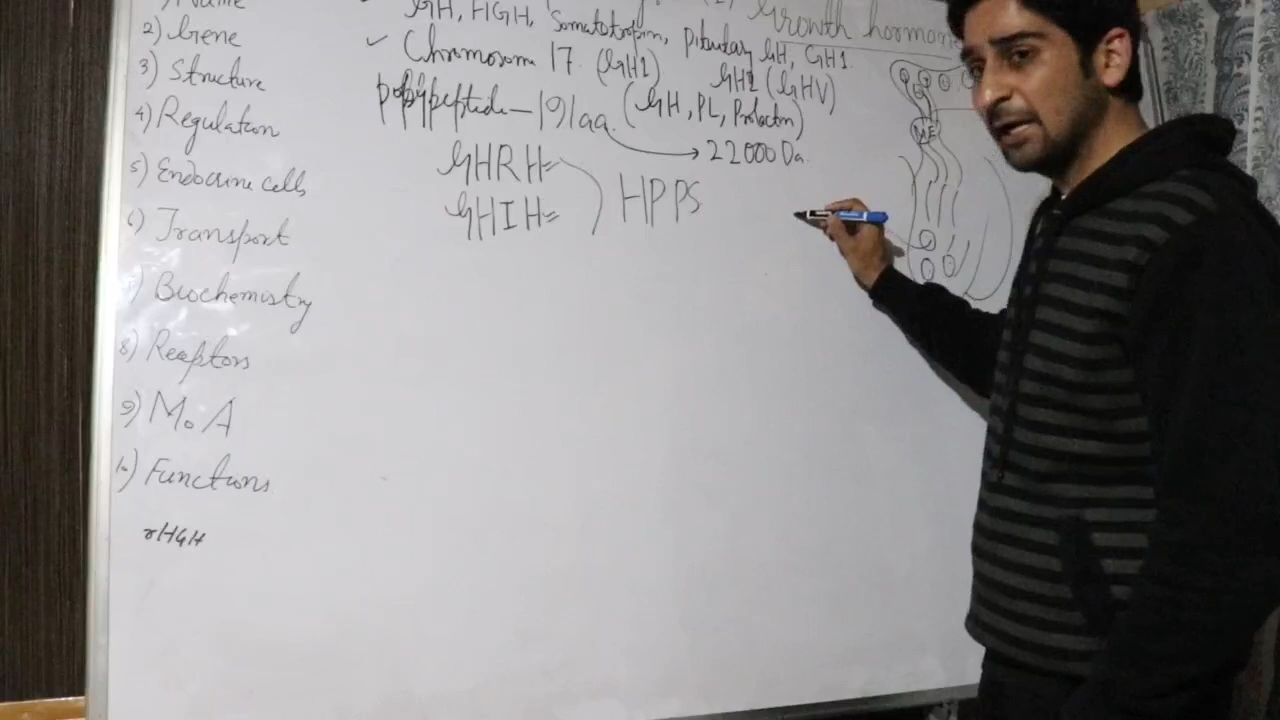 Growth hormon
1) Name
GH, HGH, Somatotropin, pituitary GH, GH1
2) Gene
✓ Chromosome 17 (GH1) GH2 (GHV)
3) Structure
polypeptide — 191 aa. (GH, PL, Prolactin)
→ 22000 Da.
4) Regulation
GHRH
GHIH
HPPS
5) Endocrine cells
6) Transport
7) Biochemistry
8) Receptors
9) MoA
10) Functions
rHGH